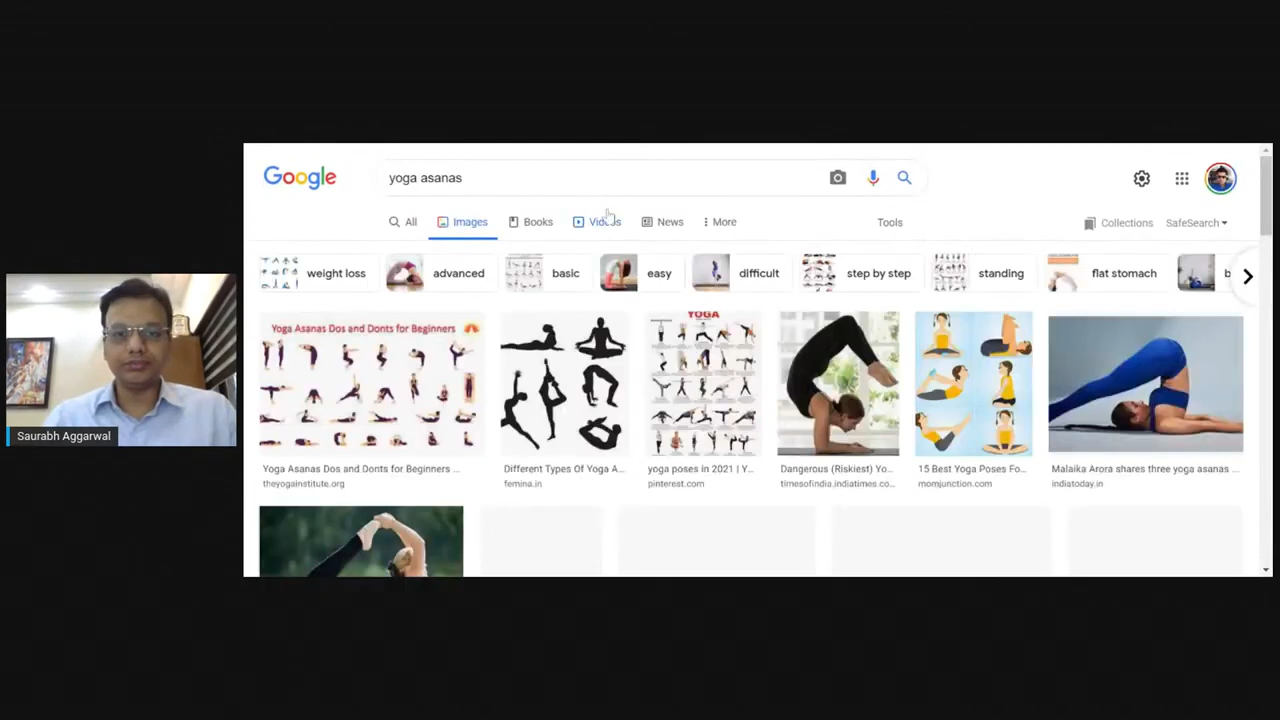 Google
yoga asanas
All
Images
Books
Videos
News
More
Tools
Collections
SafeSearch
weight loss
advanced
basic
easy
difficult
step by step
standing
flat stomach
b
Yoga Asanas Dos and Donts for Beginners
YOGA
Yoga Asanas Dos and Donts for Beginners ...
theyogainstitute.org
Different Types Of Yoga A...
femina.in
yoga poses in 2021 | Y...
pinterest.com
Dangerous (Riskiest) Yo...
timesofindia.indiatimes.co...
15 Best Yoga Poses Fo...
momjunction.com
Malaika Arora shares three yoga asanas ...
indiatoday.in
Saurabh Aggarwal